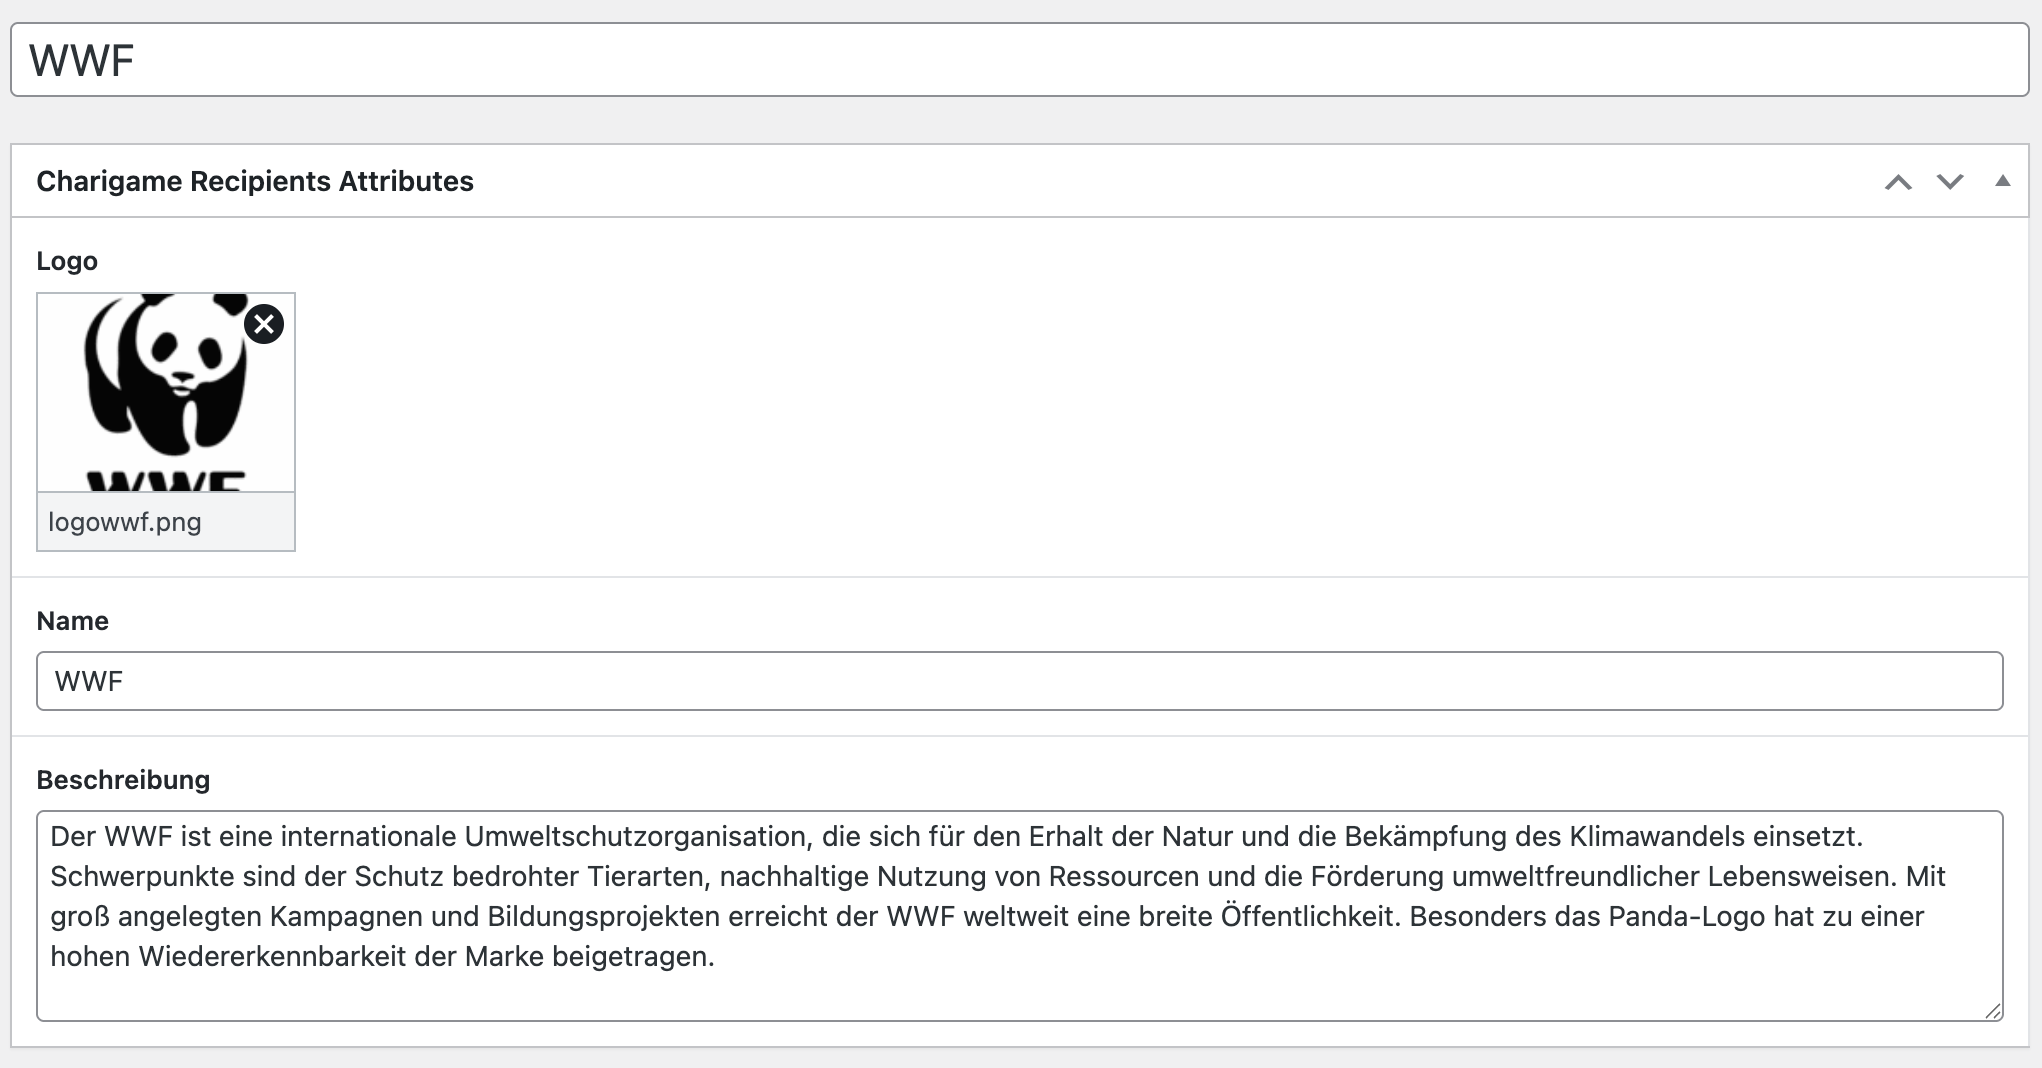 WWF
Charigame Recipients Attributes
Logo
WWF
logowwf.png
Name
WWF
Beschreibung
Der WWF ist eine internationale Umweltschutzorganisation, die sich für den Erhalt der Natur und die Bekämpfung des Klimawandels einsetzt.
Schwerpunkte sind der Schutz bedrohter Tierarten, nachhaltige Nutzung von Ressourcen und die Förderung umweltfreundlicher Lebensweisen. Mit
groß angelegten Kampagnen und Bildungsprojekten erreicht der WWF weltweit eine breite Öffentlichkeit. Besonders das Panda-Logo hat zu einer
hohen Wiedererkennbarkeit der Marke beigetragen.